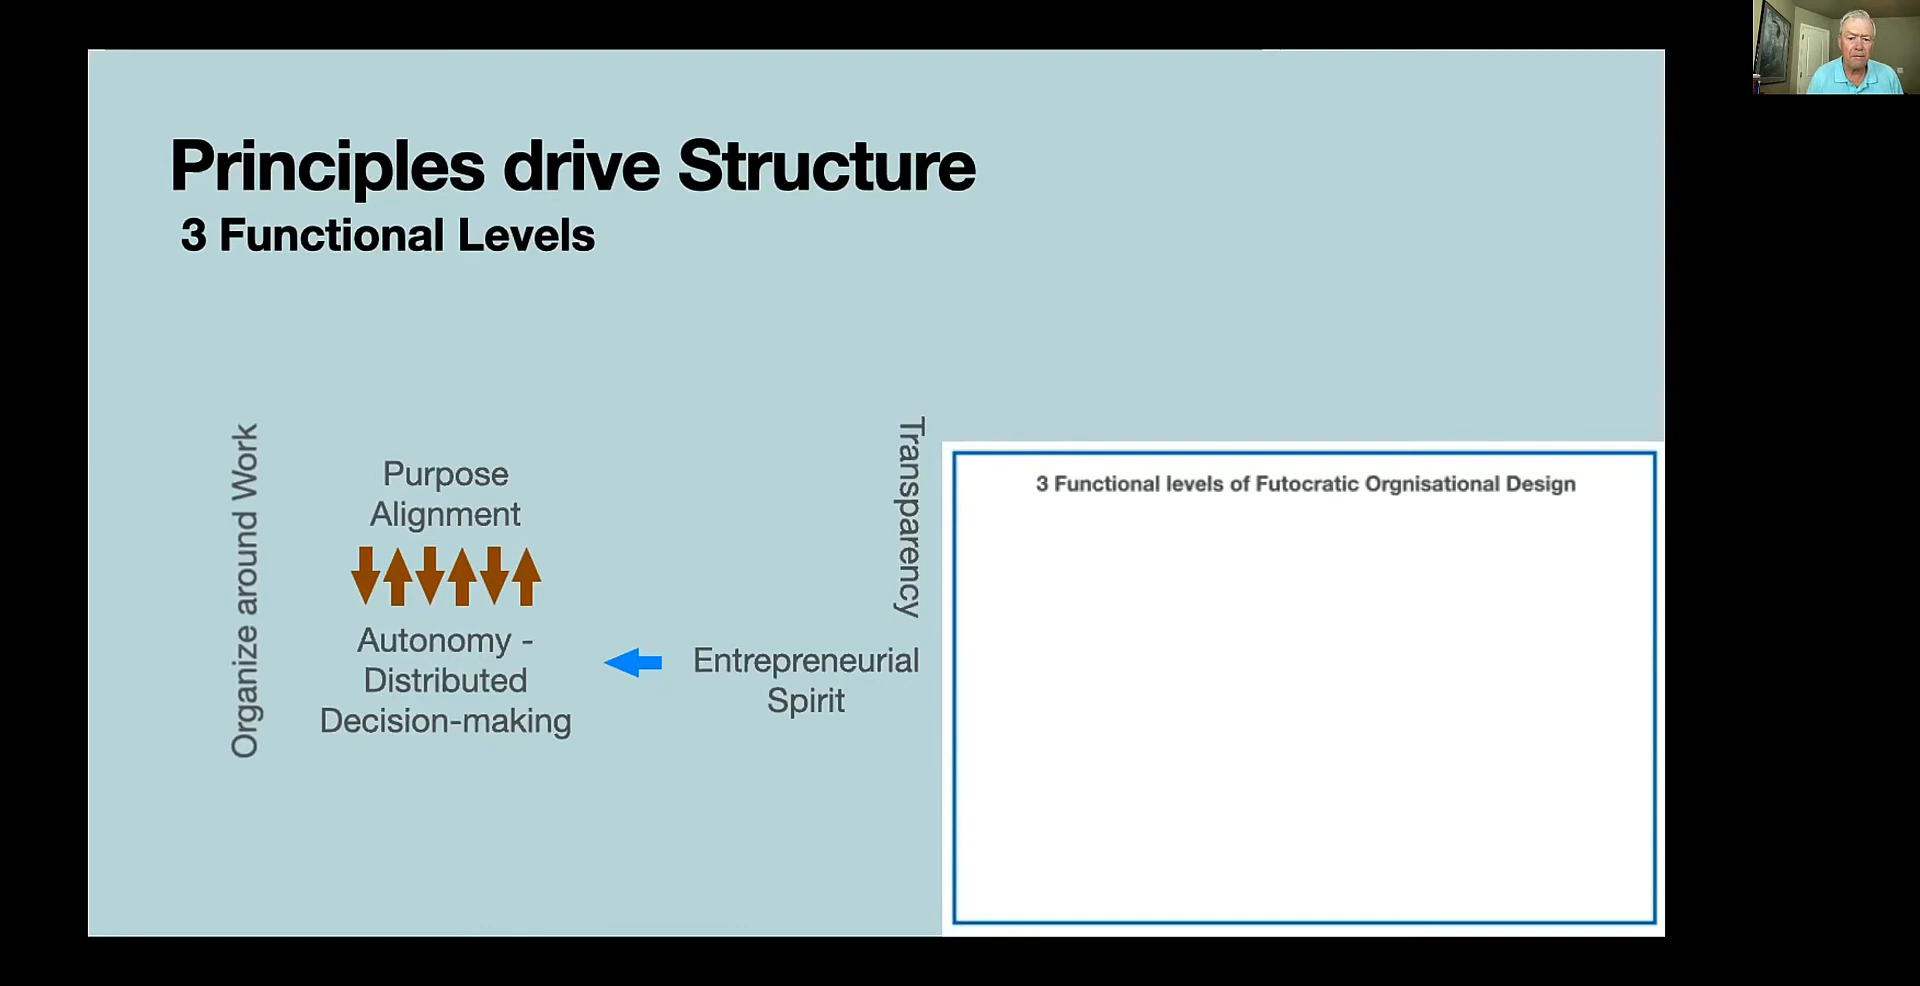 Principles drive Structure
3 Functional Levels
Organize around Work
Purpose
Alignment
Autonomy -
Distributed
Decision-making
Entrepreneurial
Spirit
Transparency
3 Functional levels of Futocratic Orgnisational Design